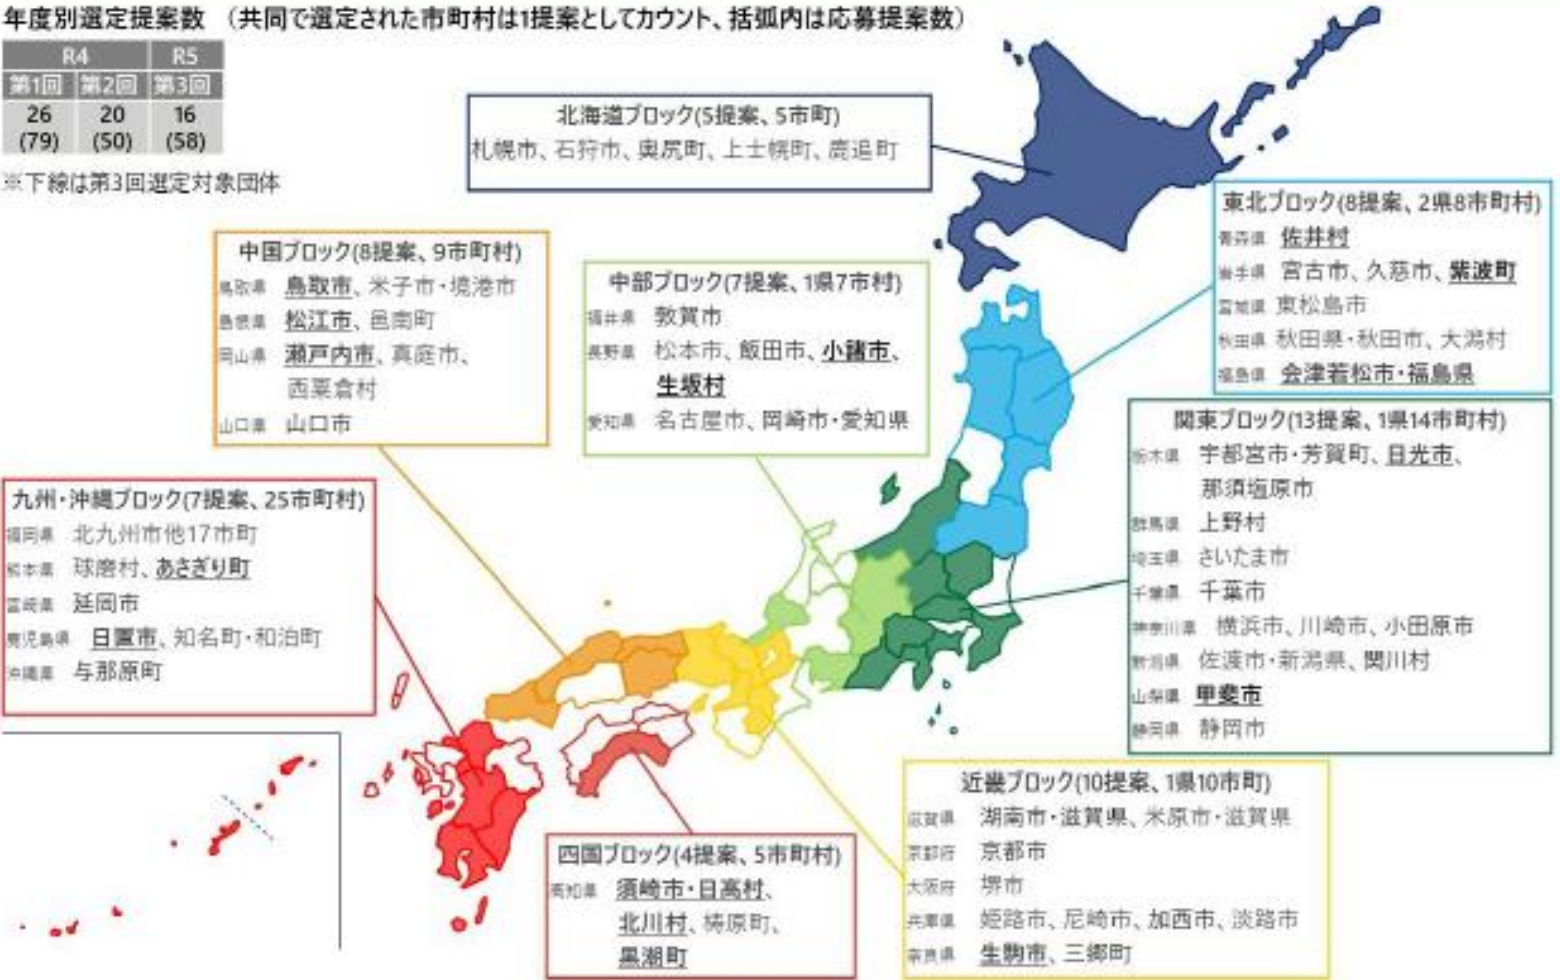 年度別選定提案数 （共同で選定された市町村は1提案としてカウント、括弧内は応募提案数）
R4 R5
第1回 第2回 第3回
26 20 16
(79) (50) (58)
※下線は第3回選定対象団体
北海道ブロック(5提案、5市町)
札幌市、石狩市、奥尻町、上士幌町、鹿追町
東北ブロック(8提案、2県8市町村)
青森県 佐井村
岩手県 宮古市、久慈市、紫波町
宮城県 東松島市
秋田県 秋田県・秋田市、大潟村
福島県 会津若松市・福島県
中国ブロック(8提案、9市町村)
鳥取県 鳥取市、米子市・境港市
島根県 松江市、邑南町
岡山県 瀬戸内市、真庭市、
西粟倉村
山口県 山口市
中部ブロック(7提案、1県7市村)
福井県 敦賀市
長野県 松本市、飯田市、小諸市、
生坂村
愛知県 名古屋市、岡崎市・愛知県
関東ブロック(13提案、1県14市町村)
栃木県 宇都宮市・芳賀町、日光市、
那須塩原市
群馬県 上野村
埼玉県 さいたま市
千葉県 千葉市
神奈川県 横浜市、川崎市、小田原市
新潟県 佐渡市・新潟県、関川村
山梨県 甲斐市
静岡県 静岡市
九州・沖縄ブロック(7提案、25市町村)
福岡県 北九州市他17市町
熊本県 球磨村、あさぎり町
宮崎県 延岡市
鹿児島県 日置市、知名町・和泊町
沖縄県 与那原町
近畿ブロック(10提案、1県10市町)
滋賀県 湖南市・滋賀県、米原市・滋賀県
京都府 京都市
大阪府 堺市
兵庫県 姫路市、尼崎市、加西市、淡路市
奈良県 生駒市、三郷町
四国ブロック(4提案、5市町村)
高知県 須崎市・日高村、
北川村、梼原町、
黒潮町